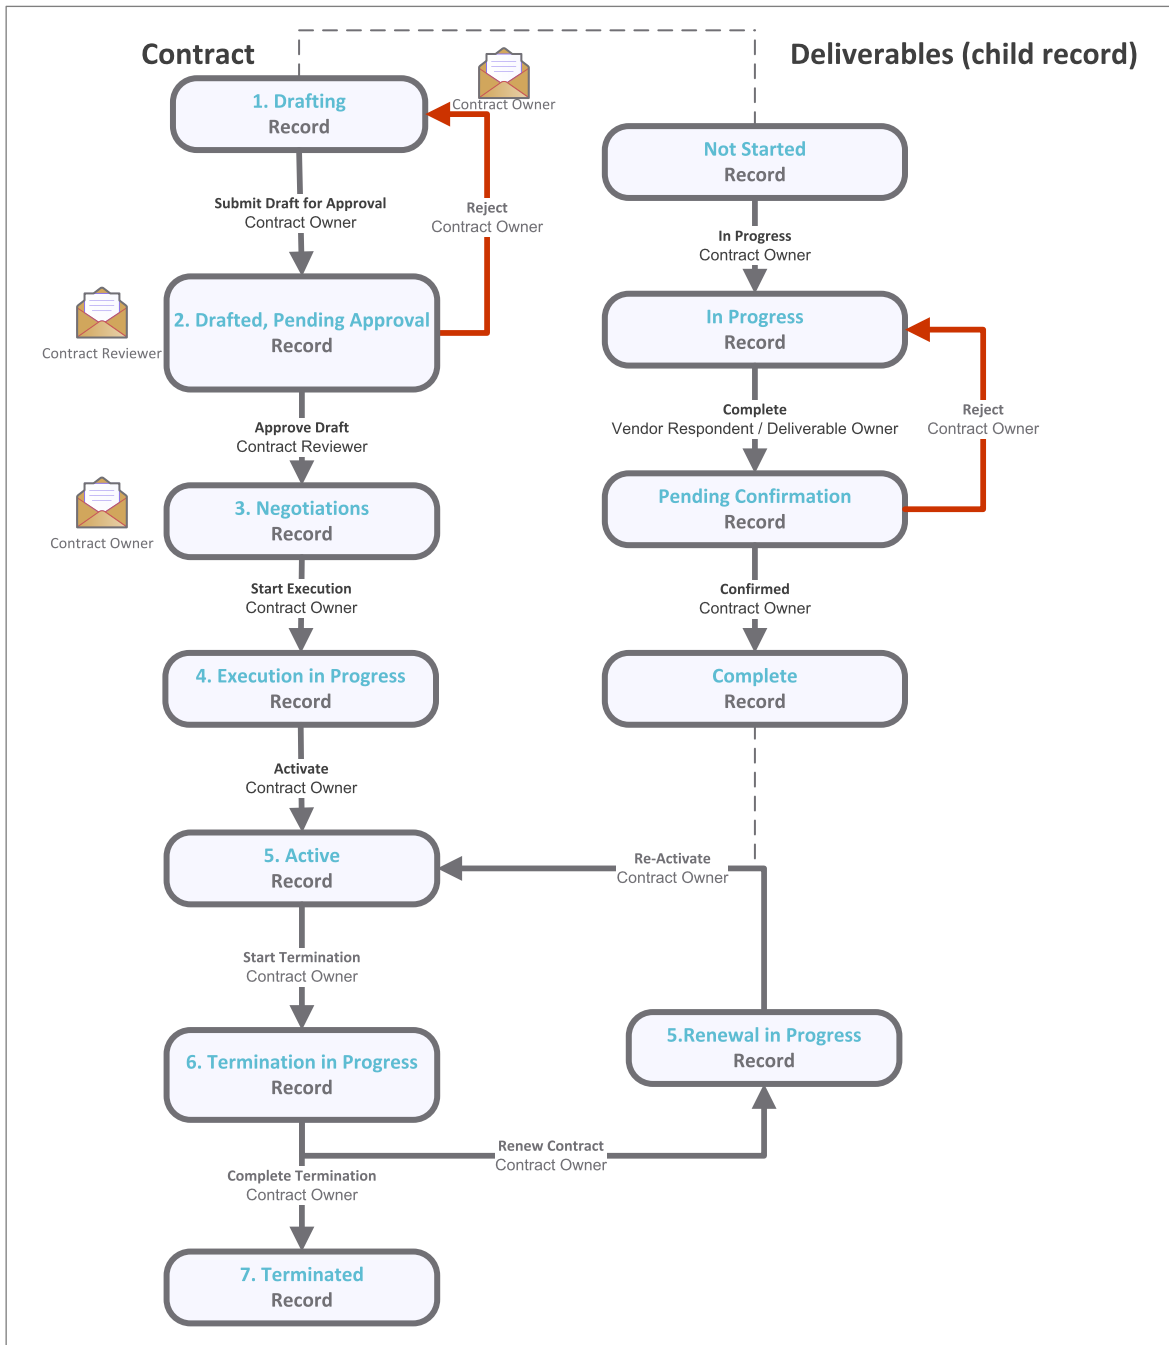 Contract
Deliverables (child record)
Contract Owner
1. Drafting
Record
Submit Draft for Approval
Contract Owner
Reject
Contract Owner
2. Drafted, Pending Approval
Record
Contract Reviewer
Approve Draft
Contract Reviewer
3. Negotiations
Record
Contract Owner
Start Execution
Contract Owner
4. Execution in Progress
Record
Activate
Contract Owner
5. Active
Record
Start Termination
Contract Owner
6. Termination in Progress
Record
Complete Termination
Contract Owner
7. Terminated
Record
Not Started
Record
In Progress
Contract Owner
In Progress
Record
Complete
Vendor Respondent / Deliverable Owner
Reject
Contract Owner
Pending Confirmation
Record
Confirmed
Contract Owner
Complete
Record
Re-Activate
Contract Owner
5.Renewal in Progress
Record
Renew Contract
Contract Owner